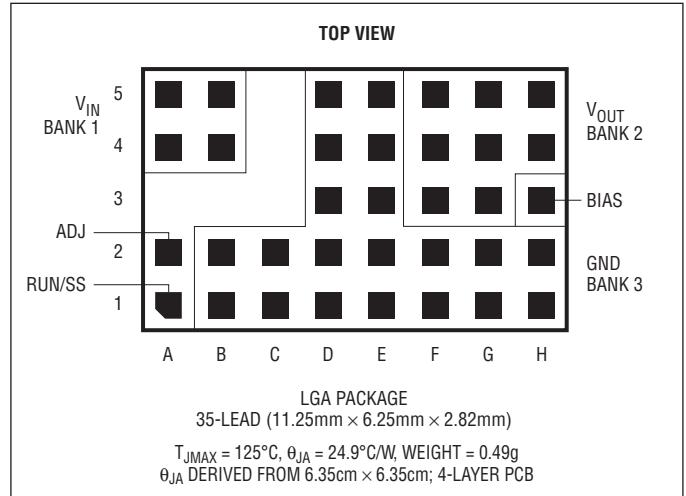 TOP VIEW
V_IN
BANK 1
5
4
3
2
1
ADJ
RUN/SS
V_OUT
BANK 2
BIAS
GND
BANK 3
A B C D E F G H
LGA PACKAGE
35-LEAD (11.25mm × 6.25mm × 2.82mm)
T_JMAX = 125°C, θ_JA = 24.9°C/W, WEIGHT = 0.49g
θ_JA DERIVED FROM 6.35cm × 6.35cm; 4-LAYER PCB